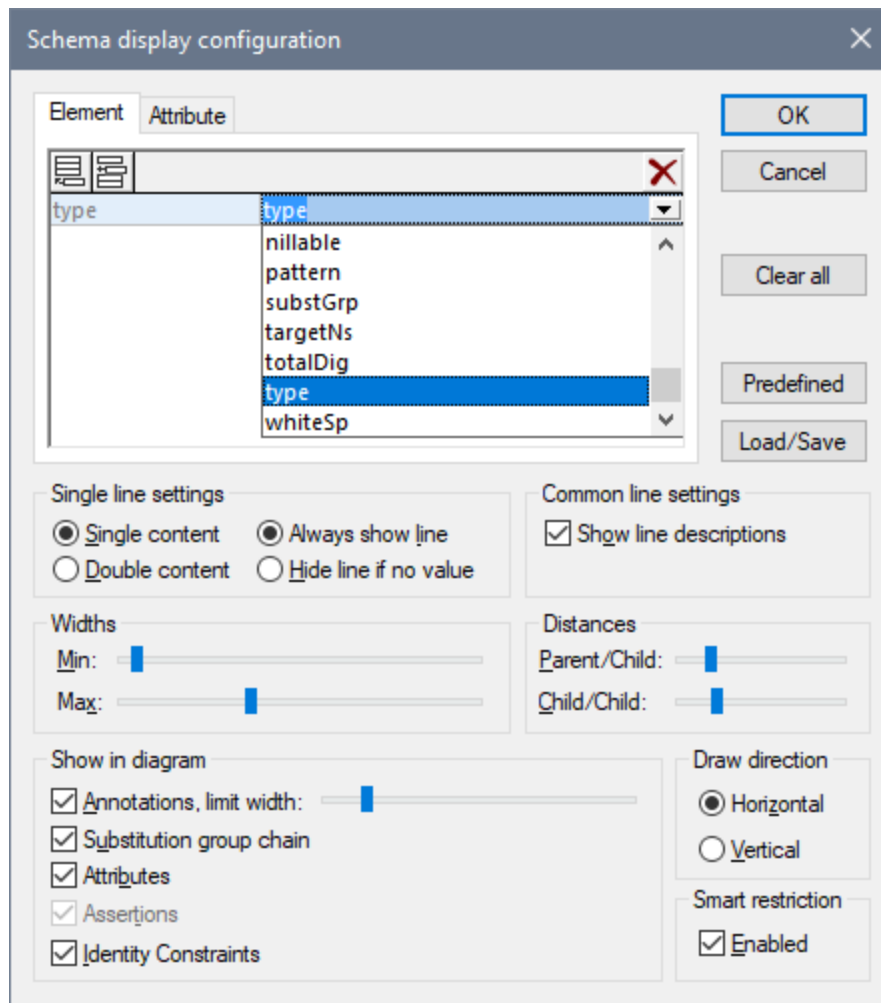 Schema display configuration
Element Attribute
OK
Cancel
type type
nillable
pattern
substGrp
targetNs
totalDig
type
whiteSp
Clear all
Predefined
Load/Save
Single line settings
Single content Always show line
Double content Hide line if no value
Common line settings
Show line descriptions
Widths
Min:
Max:
Distances
Parent/Child:
Child/Child:
Show in diagram
Annotations, limit width:
Substitution group chain
Attributes
Assertions
Identity Constraints
Draw direction
Horizontal
Vertical
Smart restriction
Enabled